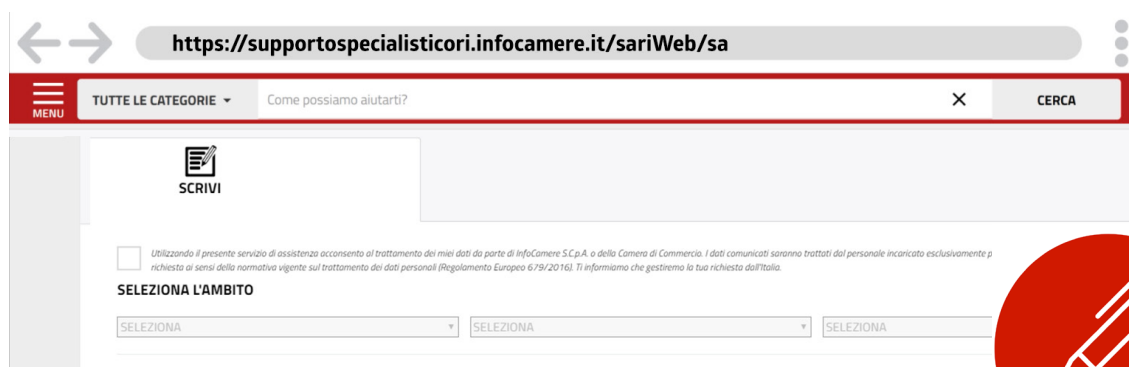 https://supportospecialisticori.infocamere.it/sariWeb/sa
MENU
TUTTE LE CATEGORIE
Come possiamo aiutarti?
CERCA
SCRIVI
Utilizzando il presente servizio di assistenza acconsento al trattamento dei miei dati da parte di InfoCamere S.C.p.A. o della Camera di Commercio. I dati comunicati saranno trattati dal personale incaricato esclusivamente p
richiesta ai sensi della normativa vigente sul trattamento dei dati personali (Regolamento Europeo 679/2016). Ti informiamo che gestiremo la tua richiesta dall'Italia.
SELEZIONA L'AMBITO
SELEZIONA
SELEZIONA
SELEZIONA